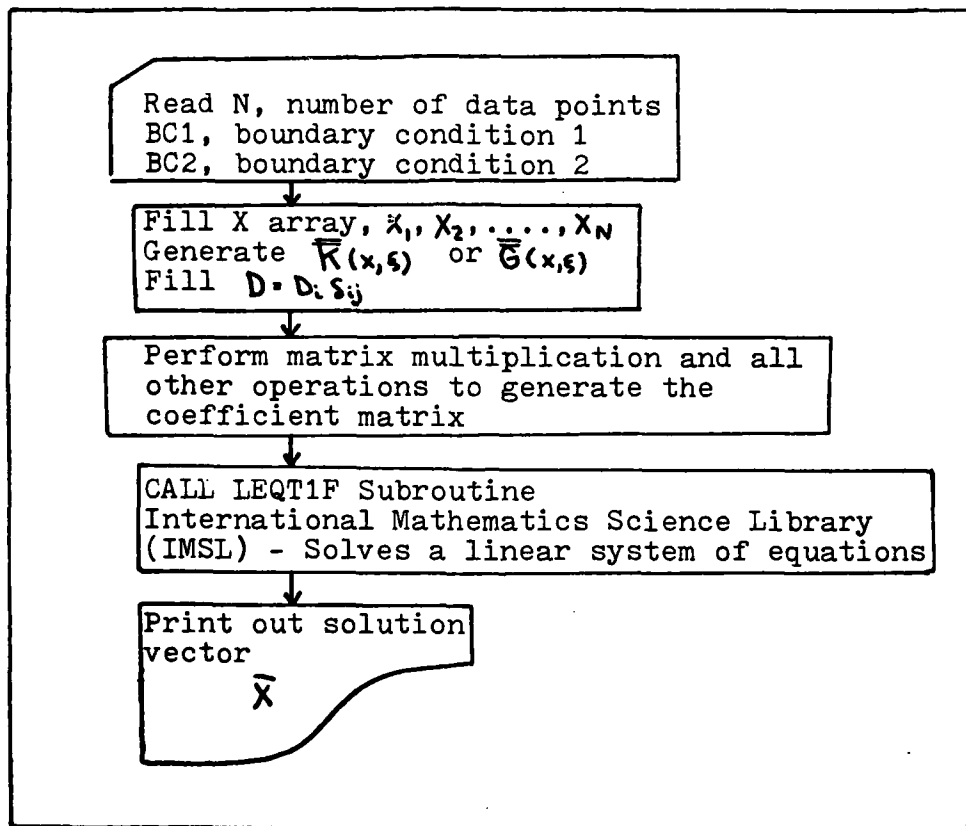 Read N, number of data points
BC1, boundary condition 1
BC2, boundary condition 2
Fill X array, X₁, X₂, ....., X_N
Generate K̿(x,ξ) or G̿(x,ξ)
Fill D = Dᵢ δᵢⱼ
Perform matrix multiplication and all
other operations to generate the
coefficient matrix
CALL LEQT1F Subroutine
International Mathematics Science Library
(IMSL) - Solves a linear system of equations
Print out solution
vector
X̄